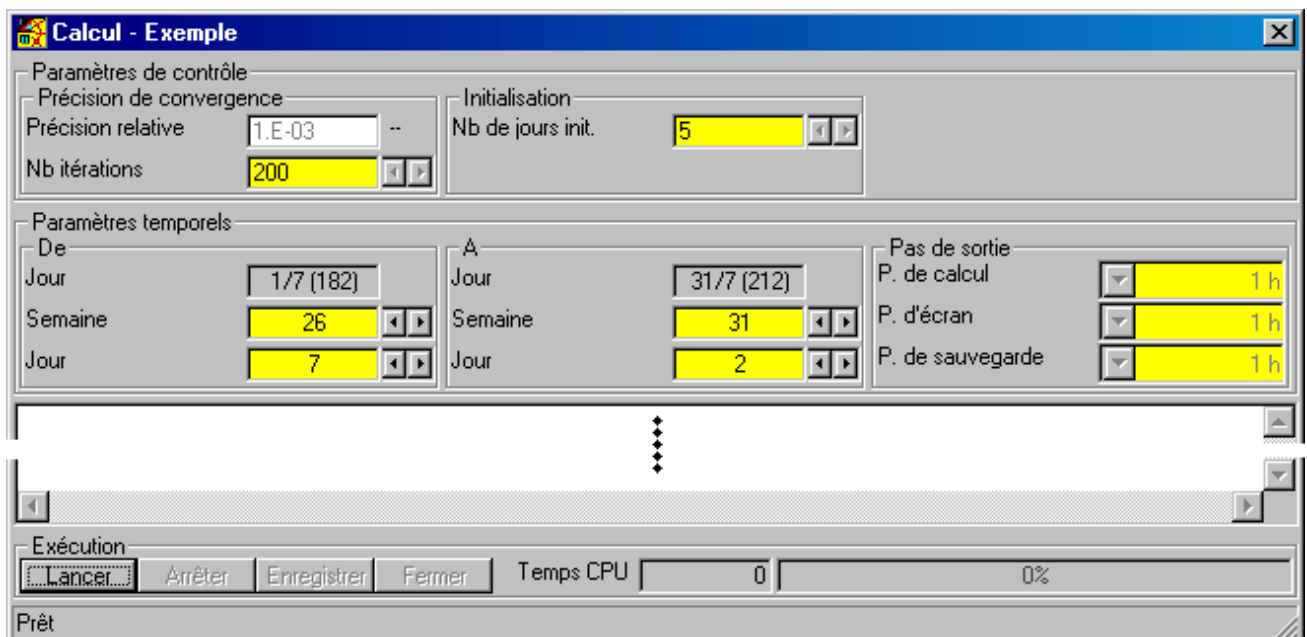 Calcul - Exemple
Paramètres de contrôle
Précision de convergence
Précision relative 1.E-03 --
Nb itérations 200
Initialisation
Nb de jours init. 5
Paramètres temporels
De
Jour 1/7 (182)
Semaine 26
Jour 7
A
Jour 31/7 (212)
Semaine 31
Jour 2
Pas de sortie
P. de calcul 1 h
P. d'écran 1 h
P. de sauvegarde 1 h
Exécution
Lancer Arrêter Enregistrer Fermer Temps CPU 0 0%
Prêt